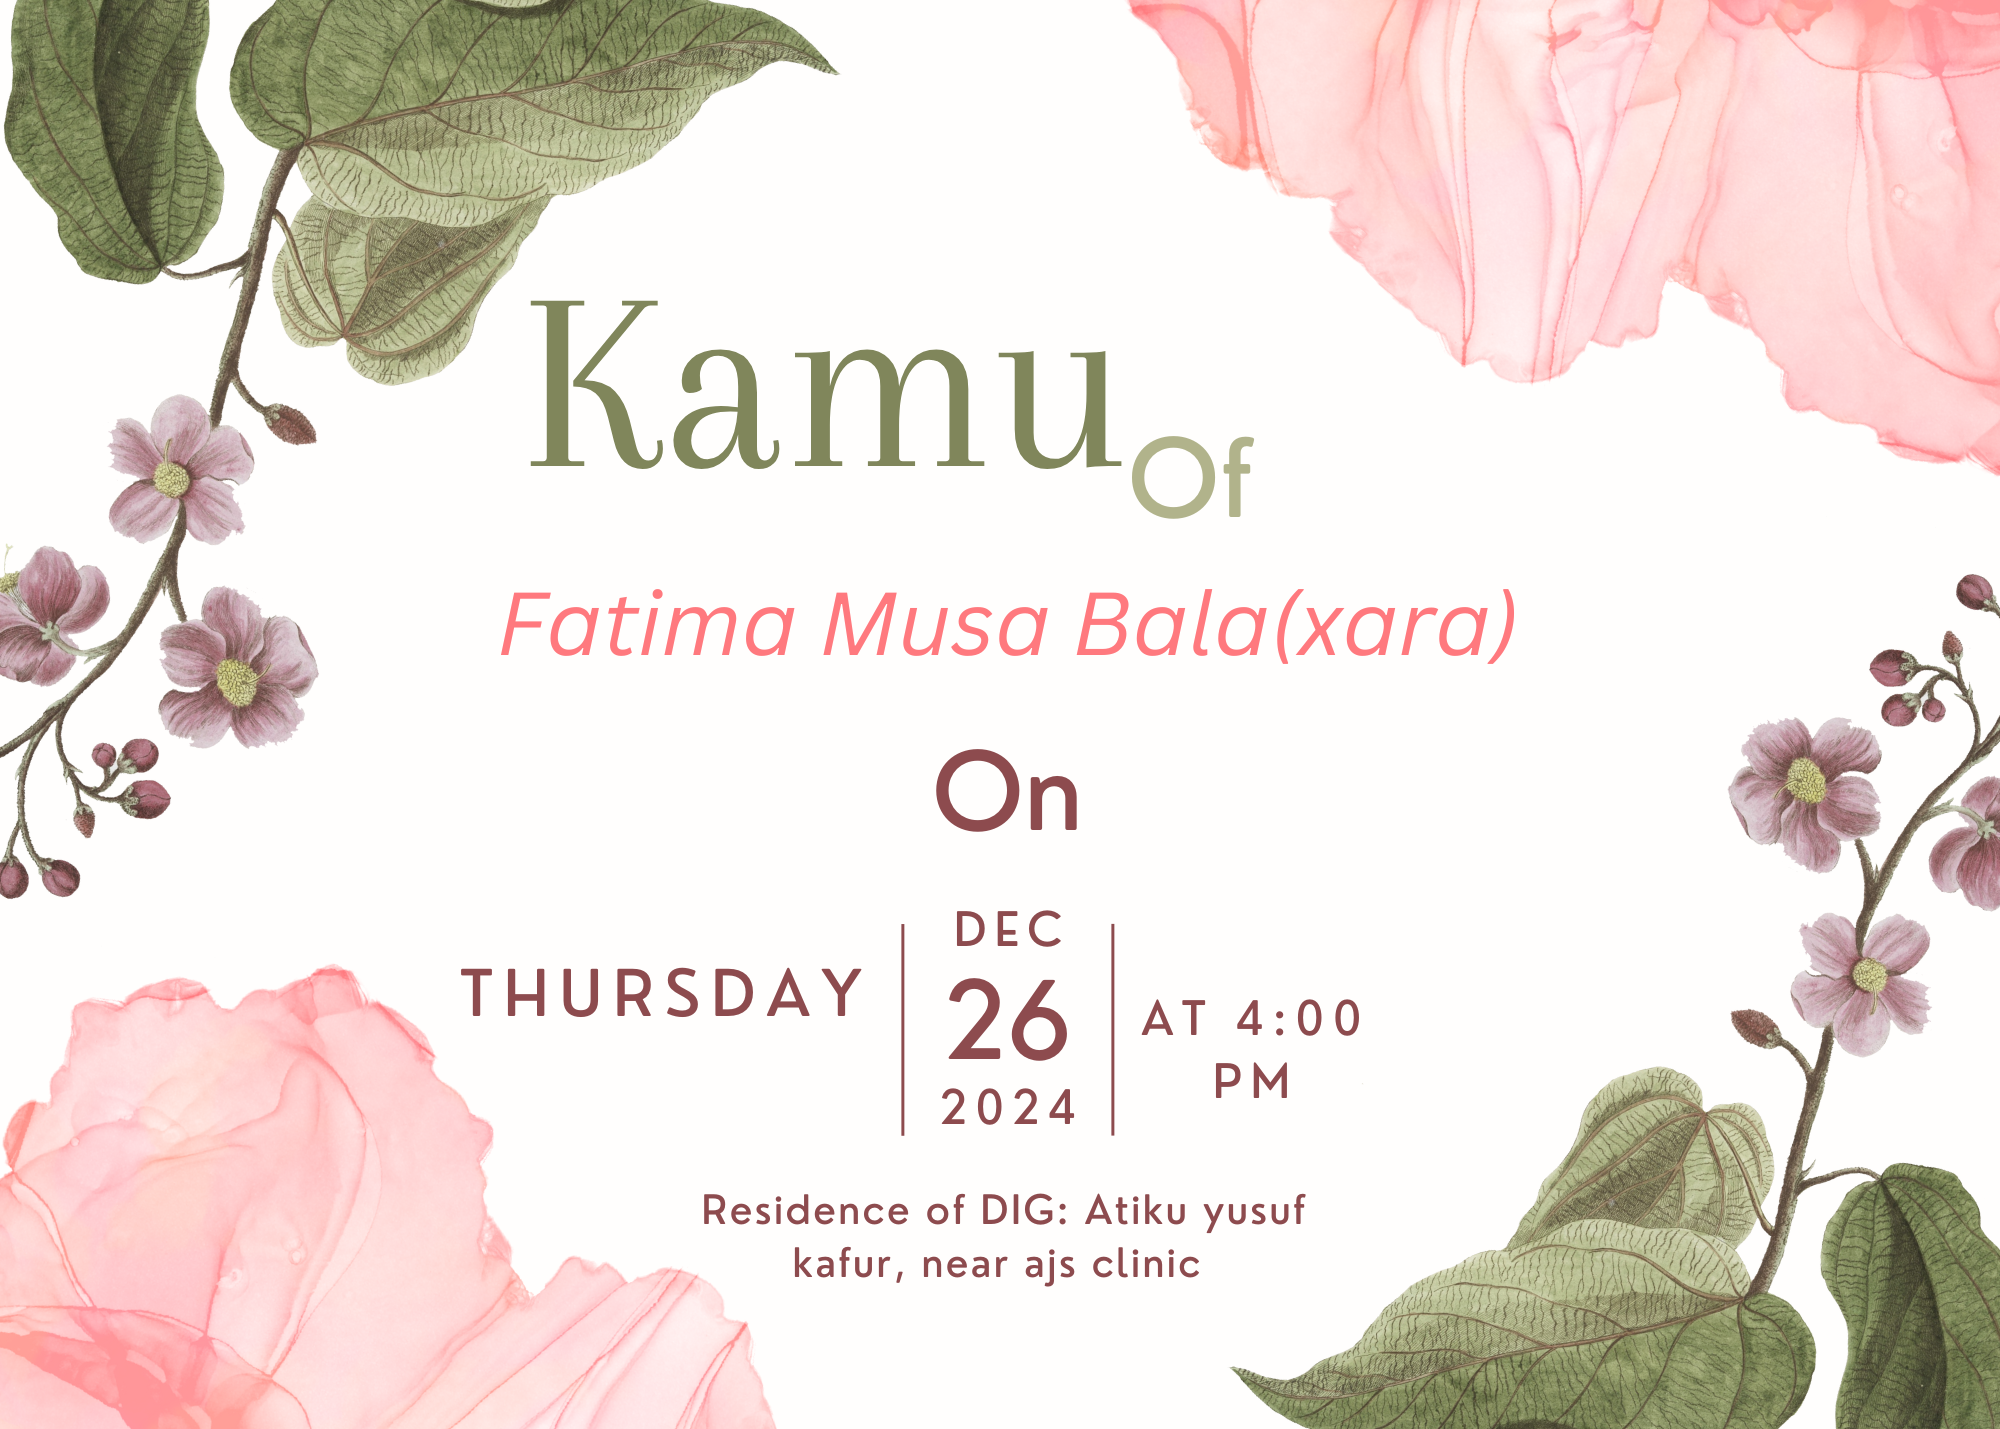 Kamu Of
Fatima Musa Bala(xara)
On
THURSDAY
DEC
26
2024
AT 4:00
PM
Residence of DIG: Atiku yusuf
kafur, near ajs clinic